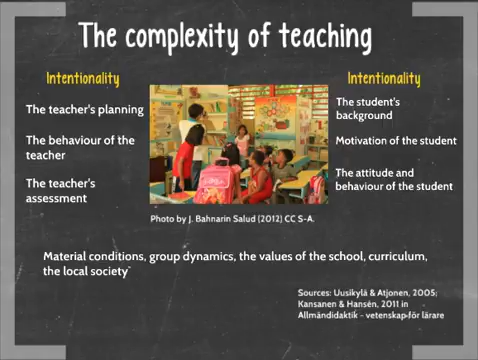 The complexity of teaching
Intentionality
The teacher's planning
The behaviour of the
teacher
The teacher's
assessment
Intentionality
The student's
background
Motivation of the student
The attitude and
behaviour of the student
Photo by J. Bahnarin Salud (2012) CC S-A.
Material conditions, group dynamics, the values of the school, curriculum,
the local society
Sources: Uusikylä & Atjonen, 2005;
Kansanen & Hansén, 2011 in
Allmändidaktik - vetenskap för lärare